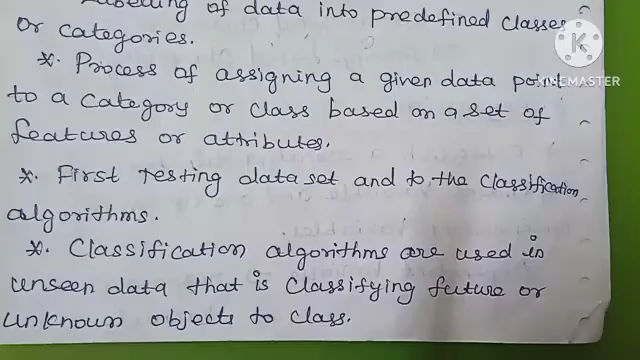 Labelling of data into predefined classes
or categories.
*. Process of assigning a given data point
to a category or class based on a set of
features or attributes.
*. First testing data set and to the classification
algorithms.
*. Classification algorithms are used in
unseen data that is classifying future or
unknown objects to class.
KINEMASTER